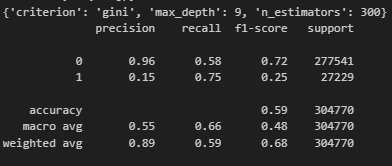 {'criterion': 'gini', 'max_depth': 9, 'n_estimators': 300}
precision recall f1-score support
0 0.96 0.58 0.72 277541
1 0.15 0.75 0.25 27229
accuracy 0.59 304770
macro avg 0.55 0.66 0.48 304770
weighted avg 0.89 0.59 0.68 304770